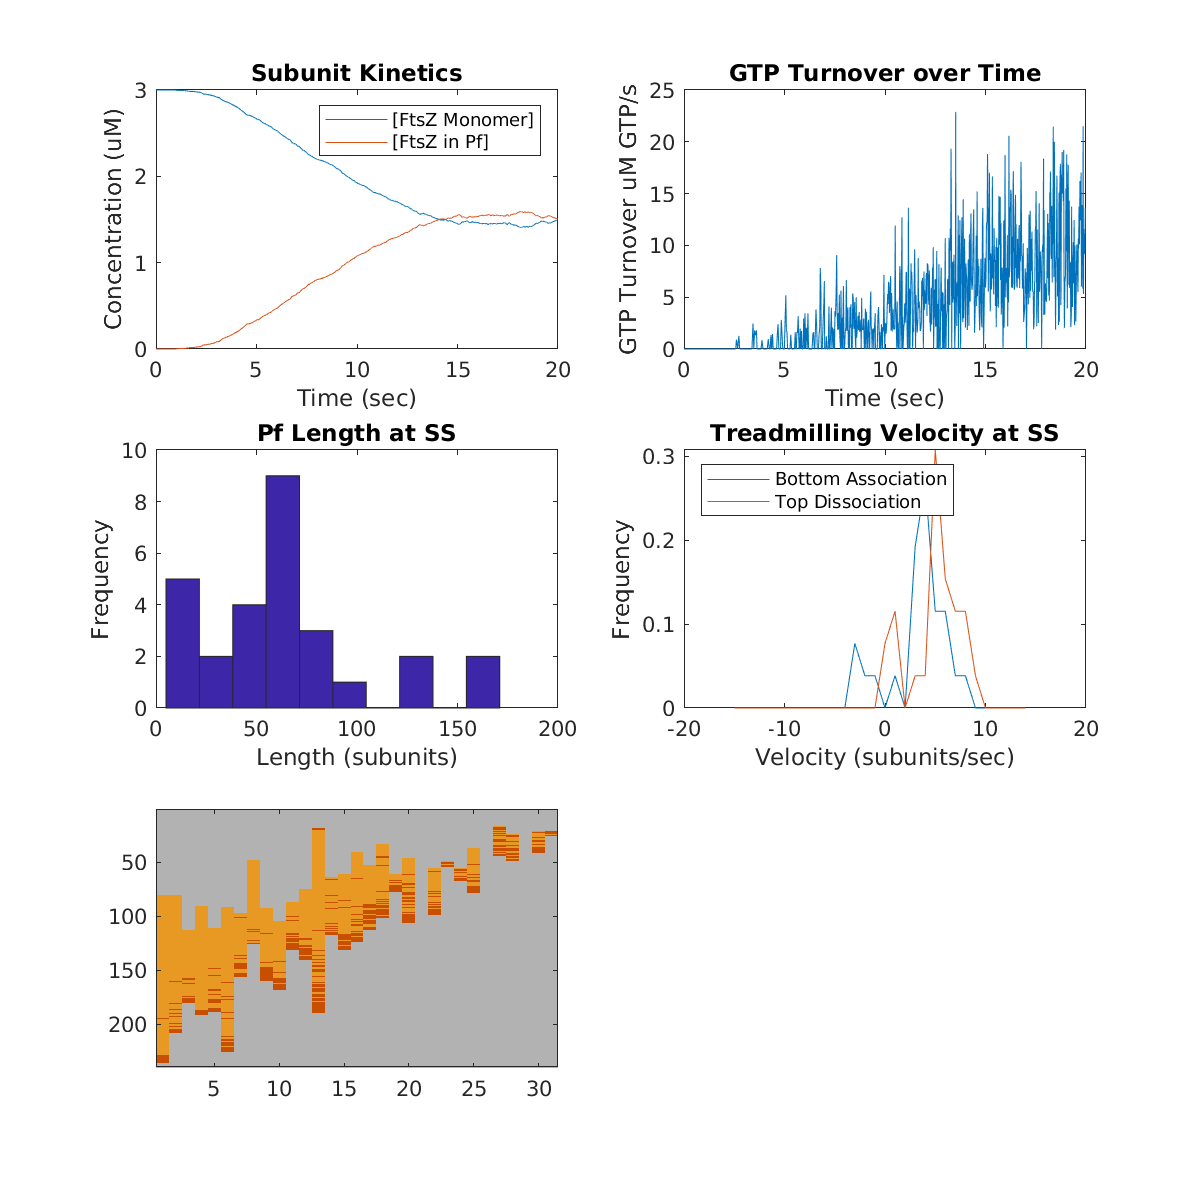 Subunit Kinetics
3
2
1
0
Concentration (uM)
[FtsZ Monomer]
[FtsZ in Pf]
0 5 10 15 20
Time (sec)
GTP Turnover over Time
25
20
15
10
5
0
GTP Turnover uM GTP/s
0 5 10 15 20
Time (sec)
Pf Length at SS
10
8
6
4
2
0
Frequency
0 50 100 150 200
Length (subunits)
Treadmilling Velocity at SS
0.3
0.2
0.1
0
Frequency
Bottom Association
Top Dissociation
-20 -10 0 10 20
Velocity (subunits/sec)
50
100
150
200
5 10 15 20 25 30